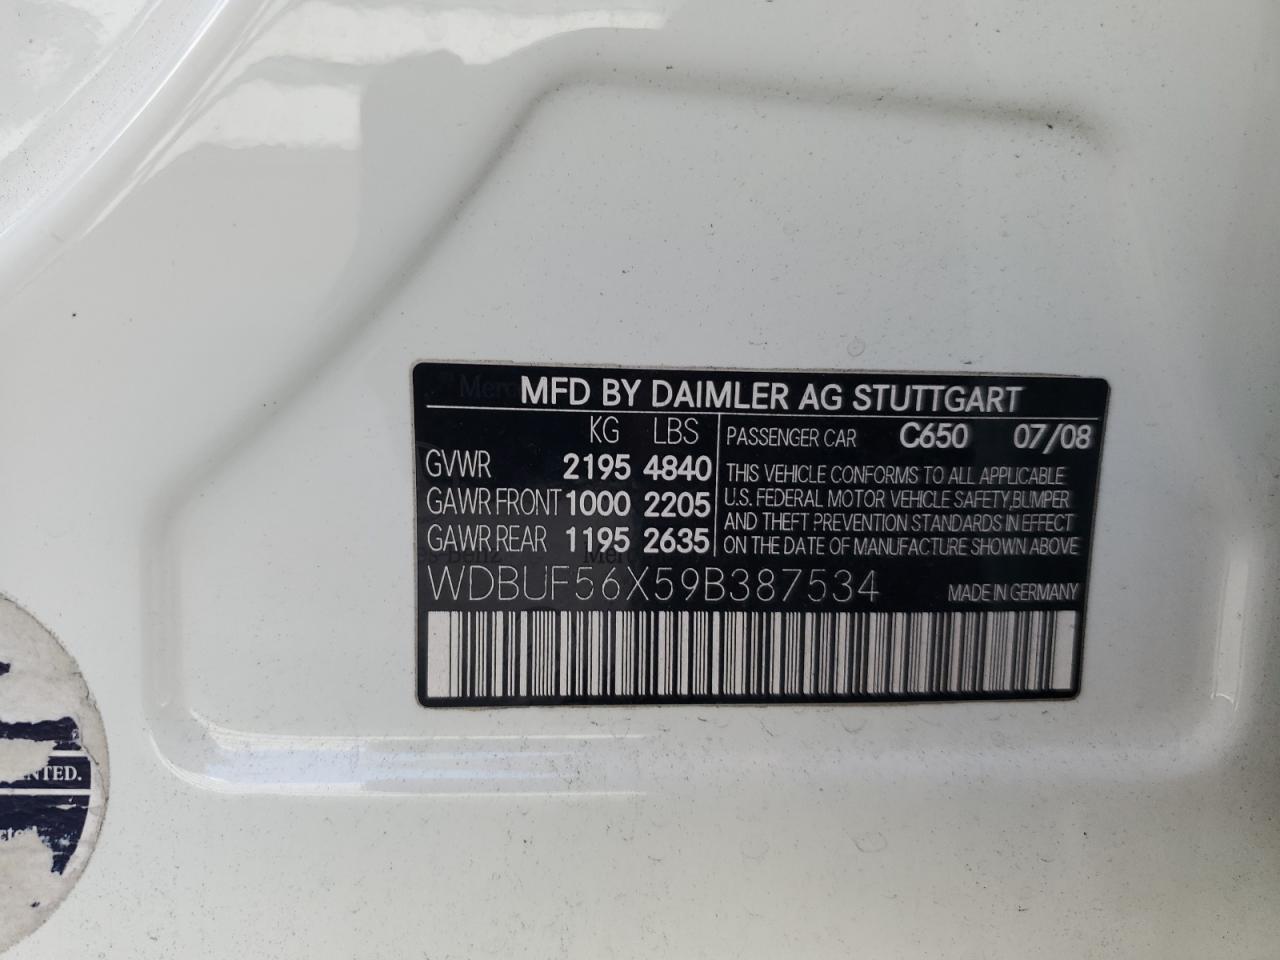 MFD BY DAIMLER AG STUTTGART
KG LBS
GVWR 2195 4840
GAWR FRONT 1000 2205
GAWR REAR 1195 2635
PASSENGER CAR C650 07/08
THIS VEHICLE CONFORMS TO ALL APPLICABLE
U.S. FEDERAL MOTOR VEHICLE SAFETY, BUMPER
AND THEFT PREVENTION STANDARDS IN EFFECT
ON THE DATE OF MANUFACTURE SHOWN ABOVE
WDBUF56X59B387534 MADE IN GERMANY